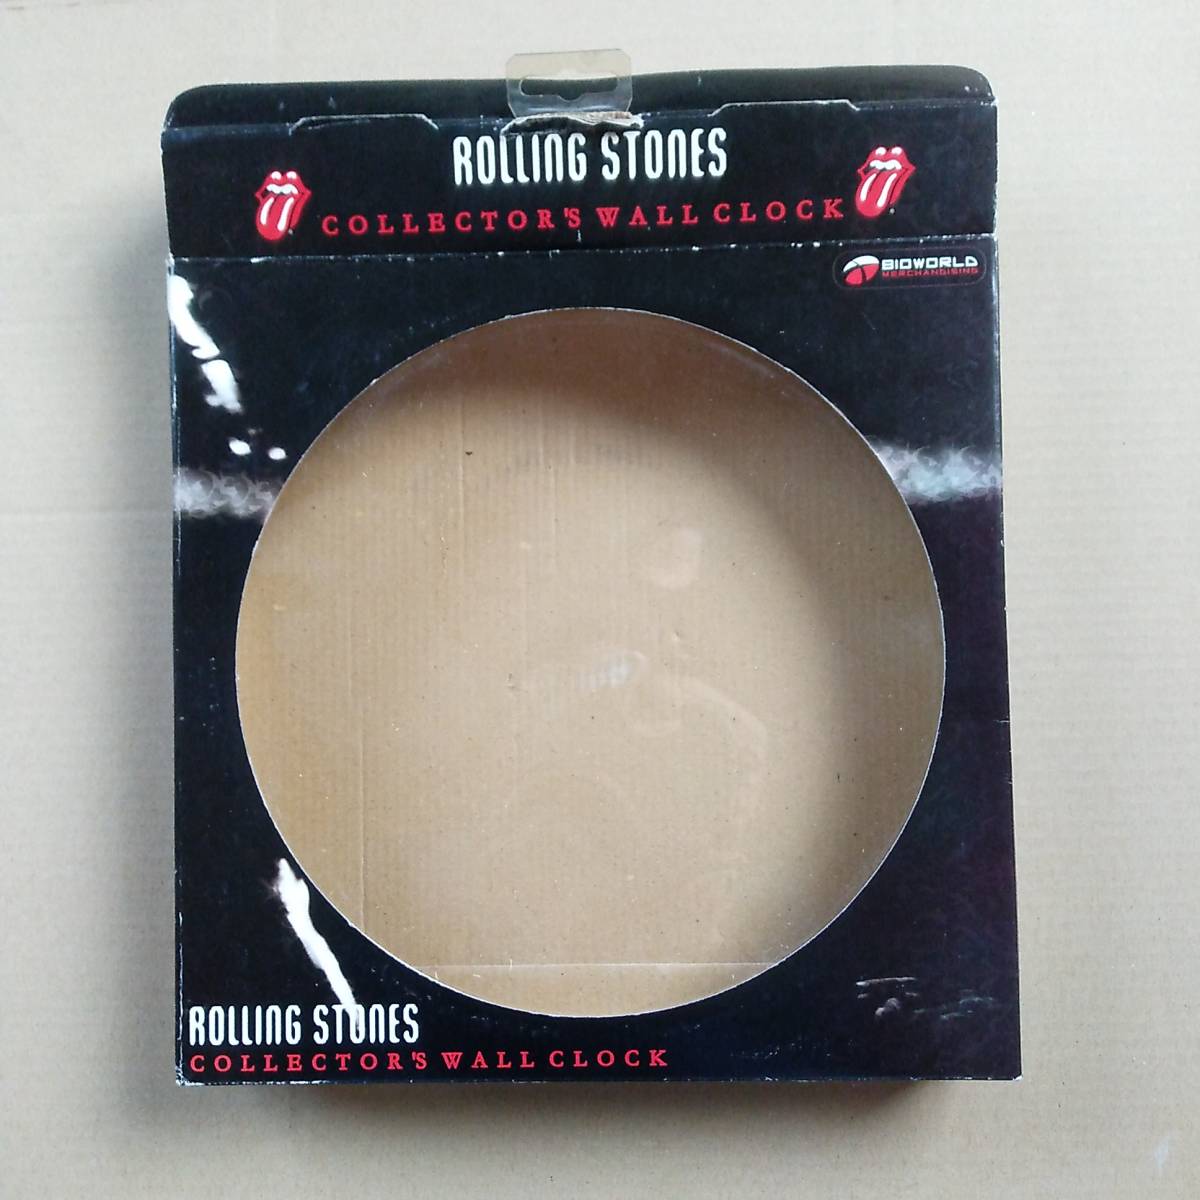 ROLLING STONES
COLLECTOR'S WALL CLOCK
BIOWORLD
MERCHANDISING
ROLLING STONES
COLLECTOR'S WALL CLOCK